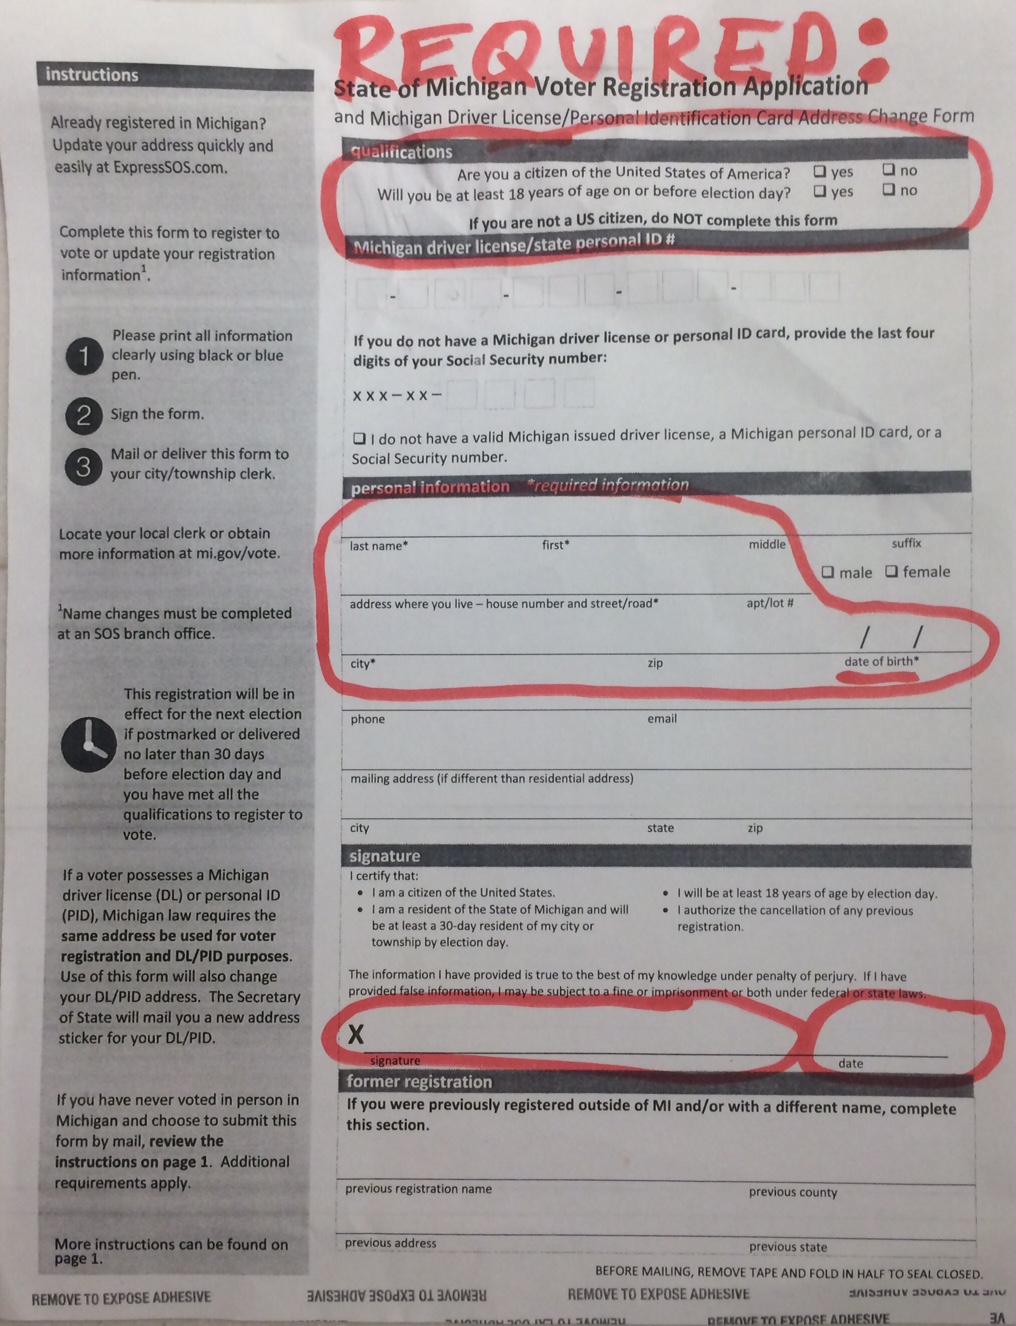 REQUIRED:
State of Michigan Voter Registration Application
and Michigan Driver License/Personal Identification Card Address Change Form
instructions
Already registered in Michigan?
Update your address quickly and
easily at ExpressSOS.com.
Complete this form to register to
vote or update your registration
information¹.
1 Please print all information
clearly using black or blue
pen.
2 Sign the form.
3 Mail or deliver this form to
your city/township clerk.
Locate your local clerk or obtain
more information at mi.gov/vote.
¹Name changes must be completed
at an SOS branch office.
This registration will be in
effect for the next election
if postmarked or delivered
no later than 30 days
before election day and
you have met all the
qualifications to register to
vote.
If a voter possesses a Michigan
driver license (DL) or personal ID
(PID), Michigan law requires the
same address be used for voter
registration and DL/PID purposes.
Use of this form will also change
your DL/PID address. The Secretary
of State will mail you a new address
sticker for your DL/PID.
If you have never voted in person in
Michigan and choose to submit this
form by mail, review the
instructions on page 1. Additional
requirements apply.
More instructions can be found on
page 1.
qualifications
Are you a citizen of the United States of America? ❏ yes ❏ no
Will you be at least 18 years of age on or before election day? ❏ yes ❏ no
If you are not a US citizen, do NOT complete this form
Michigan driver license/state personal ID #
- - - -
If you do not have a Michigan driver license or personal ID card, provide the last four
digits of your Social Security number:
x x x – x x –
❏ I do not have a valid Michigan issued driver license, a Michigan personal ID card, or a
Social Security number.
personal information *required information
last name* first* middle suffix
❏ male ❏ female
address where you live – house number and street/road* apt/lot #
/ /
city* zip date of birth*
phone email
mailing address (if different than residential address)
city state zip
signature
I certify that:
• I am a citizen of the United States.
• I am a resident of the State of Michigan and will
be at least a 30-day resident of my city or
township by election day.
• I will be at least 18 years of age by election day.
• I authorize the cancellation of any previous
registration.
The information I have provided is true to the best of my knowledge under penalty of perjury. If I have
provided false information, I may be subject to a fine or imprisonment or both under federal or state laws.
X
signature date
former registration
If you were previously registered outside of MI and/or with a different name, complete
this section.
previous registration name previous county
previous address previous state
BEFORE MAILING, REMOVE TAPE AND FOLD IN HALF TO SEAL CLOSED.
REMOVE TO EXPOSE ADHESIVE REMOVE TO EXPOSE ADHESIVE REMOVE TO EXPOSE ADHESIVE
REMOVE TO EXPOSE ADHESIVE